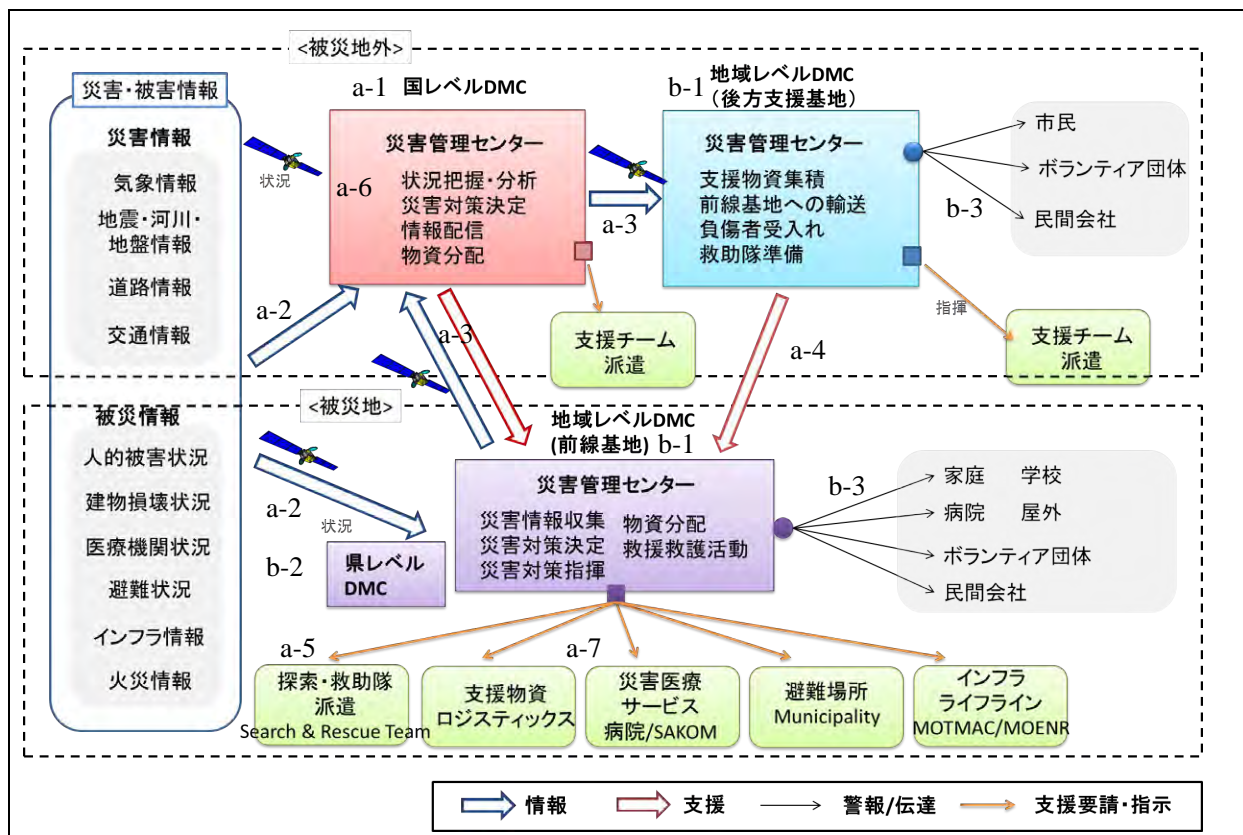 <被災地外>
災害・被害情報
災害情報
気象情報
地震・河川・
地盤情報
道路情報
交通情報
被災情報
人的被害状況
建物損壊状況
医療機関状況
避難状況
インフラ情報
火災情報
状況
a-1
国レベルDMC
災害管理センター
a-6
状況把握・分析
災害対策決定
情報配信
物資分配
a-2
a-3
a-3
支援チーム
派遣
b-1
地域レベルDMC
(後方支援基地)
災害管理センター
支援物資集積
前線基地への輸送
負傷者受入れ
救助隊準備
b-3
市民
ボランティア団体
民間会社
指揮
支援チーム
派遣
a-4
<被災地>
a-2
状況
b-2
県レベル
DMC
地域レベルDMC
(前線基地)
b-1
災害管理センター
災害情報収集
災害対策決定
災害対策指揮
物資分配
救援救護活動
b-3
家庭 学校
病院 屋外
ボランティア団体
民間会社
a-5
a-7
探索・救助隊
派遣
Search & Rescue Team
支援物資
ロジスティックス
災害医療
サービス
病院/SAKOM
避難場所
Municipality
インフラ
ライフライン
MOTMAC/MOENR
情報
支援
警報/伝達
支援要請・指示